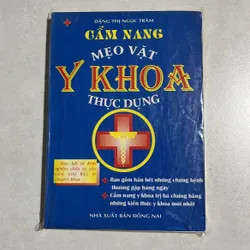 ĐẶNG THỊ NGỌC TRÂM
CẨM NANG
MẸO VẶT
Y KHOA
THỰC DỤNG
Bao gồm hầu hết những chứng bệnh
thường gặp hàng ngày
Cẩm nang y khoa trị bá chứng bằng
những kiến thức y khoa mới nhất
NHÀ XUẤT BẢN ĐỒNG NAI